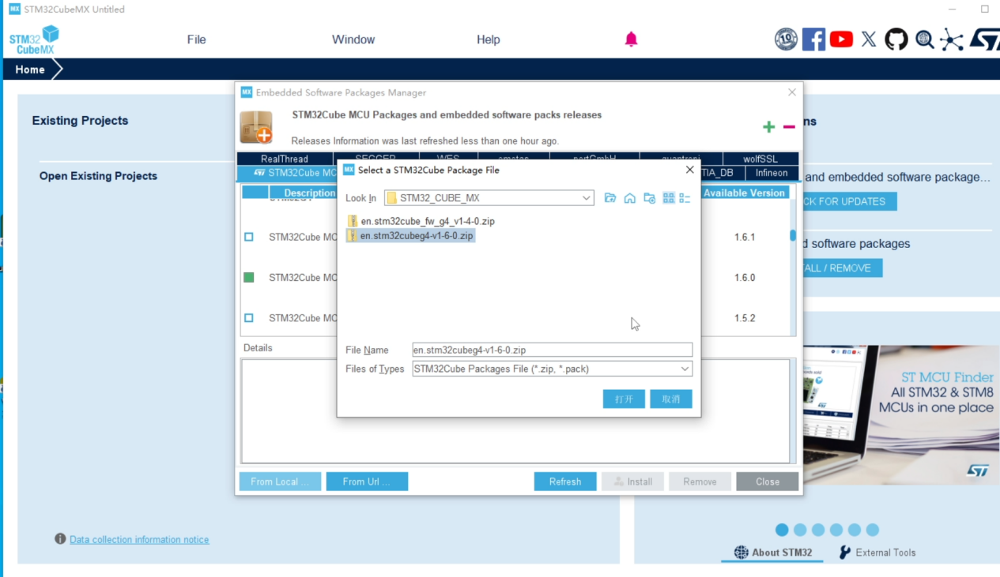 STM32CubeMX Untitled
STM32
CubeMX
File
Window
Help
10
Home
Existing Projects
Open Existing Projects
Data collection information notice
Embedded Software Packages Manager
STM32Cube MCU Packages and embedded software packs releases
Releases Information was last refreshed less than one hour ago.
RealThread
SEGGER
WES
emotas
portGmbH
quantropi
wolfSSL
STM32Cube MC
TIA_DB
Infineon
Description
Available Version
STM32Cube MC
1.6.1
STM32Cube MC
1.6.0
STM32Cube MC
1.5.2
Details
From Local ...
From Url ...
Refresh
Install
Remove
Close
Select a STM32Cube Package File
Look In
STM32_CUBE_MX
en.stm32cube_fw_g4_v1-4-0.zip
en.stm32cubeg4-v1-6-0.zip
File Name
en.stm32cubeg4-v1-6-0.zip
Files of Types
STM32Cube Packages File (*.zip, *.pack)
打开
取消
ns
and embedded software package...
CK FOR UPDATES
d software packages
ALL / REMOVE
ST MCU Finder
All STM32 & STM8
MCUs in one place
About STM32
External Tools